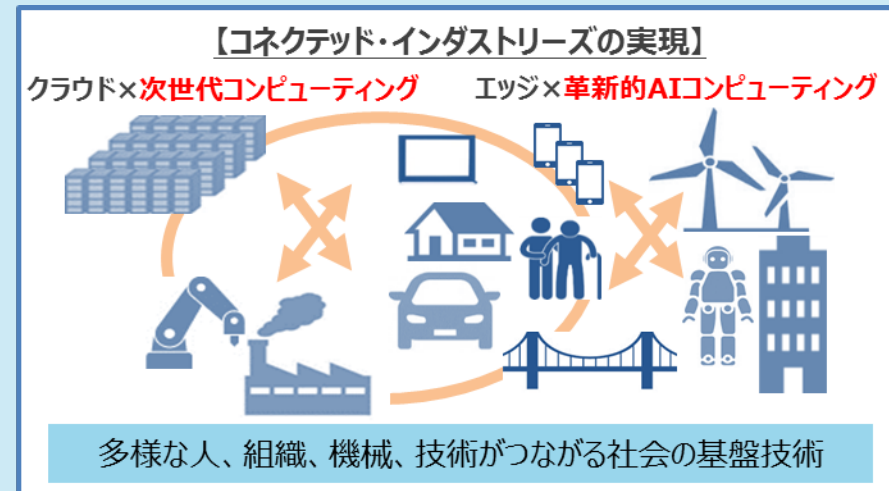 【コネクテッド・インダストリーズの実現】
クラウド×次世代コンピューティング
エッジ×革新的AIコンピューティング
多様な人、組織、機械、技術がつながる社会の基盤技術